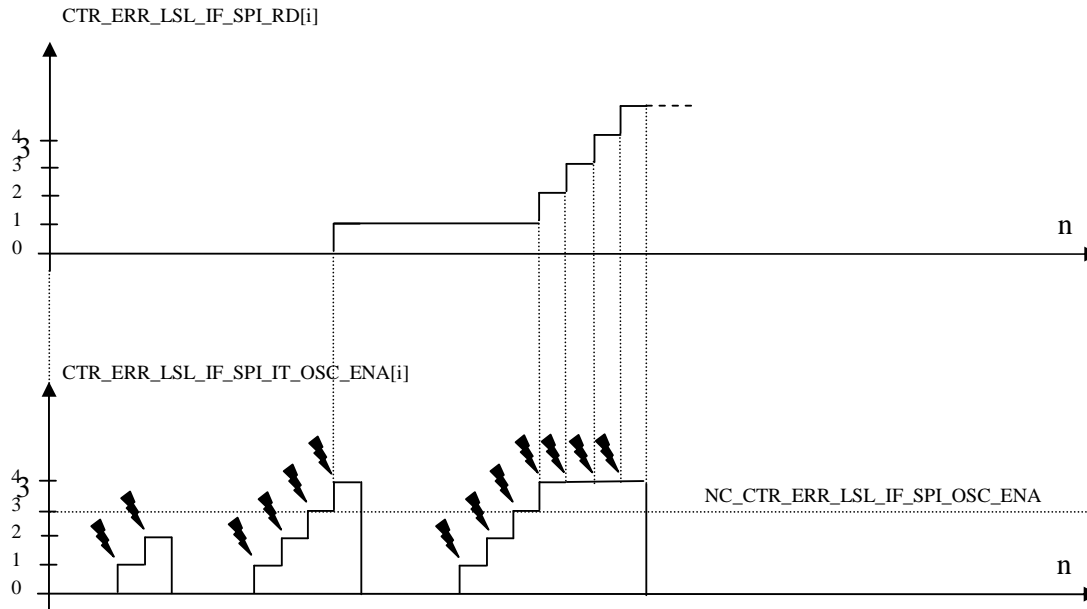 CTR_ERR_LSL_IF_SPI_RD[i]
4
3
3
2
1
n
0
CTR_ERR_LSL_IF_SPI_IT_OSC_ENA[i]
4
3
NC_CTR_ERR_LSL_IF_SPI_OSC_ENA
3
2
1
n
0